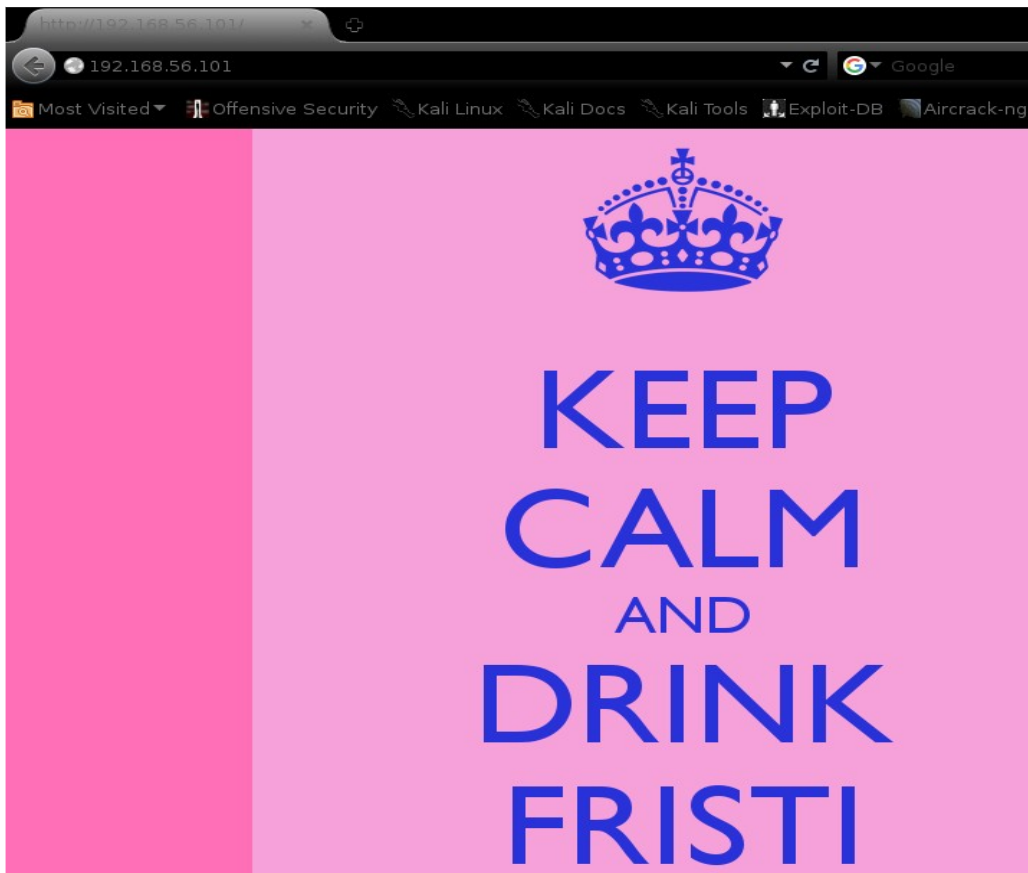 http://192.168.56.101/
192.168.56.101
Google
Most Visited Offensive Security Kali Linux Kali Docs Kali Tools Exploit-DB Aircrack-ng
KEEP
CALM
AND
DRINK
FRISTI